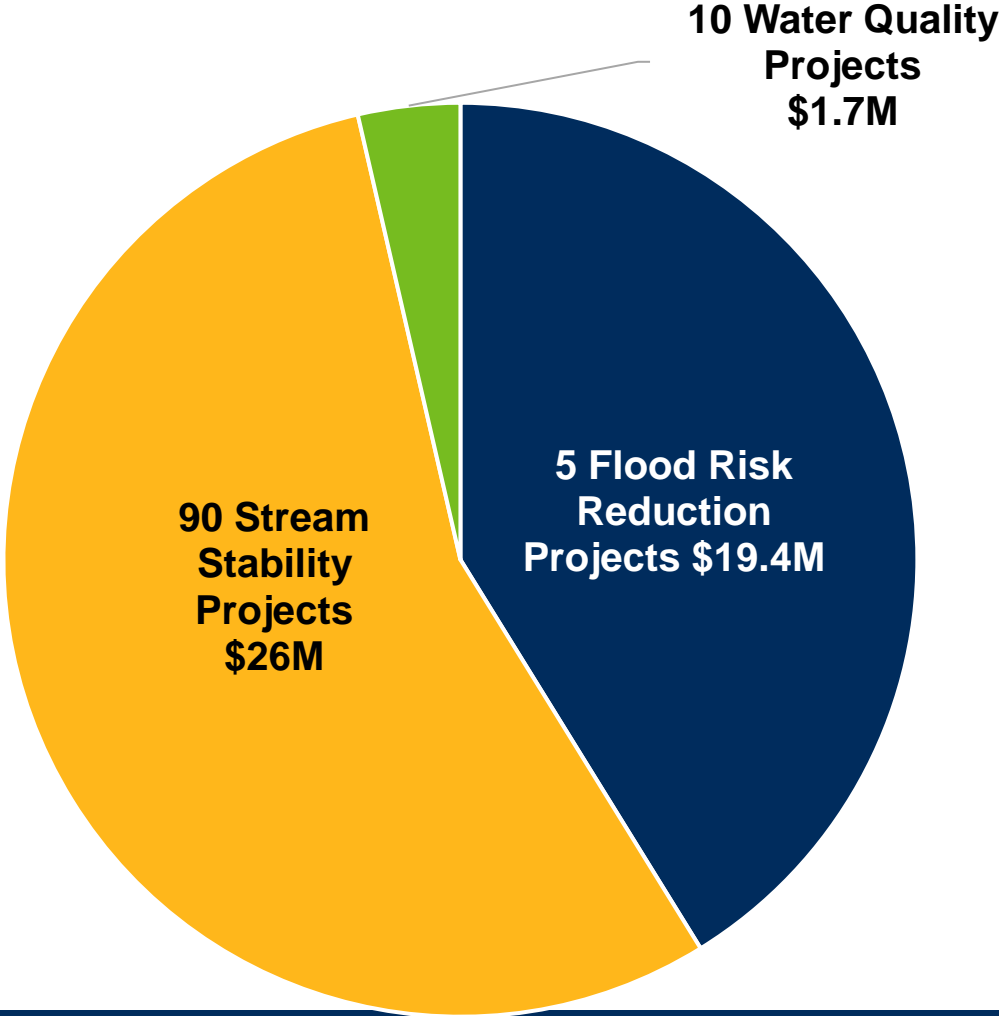 10 Water Quality
Projects
$1.7M
5 Flood Risk
Reduction
Projects $19.4M
90 Stream
Stability
Projects
$26M